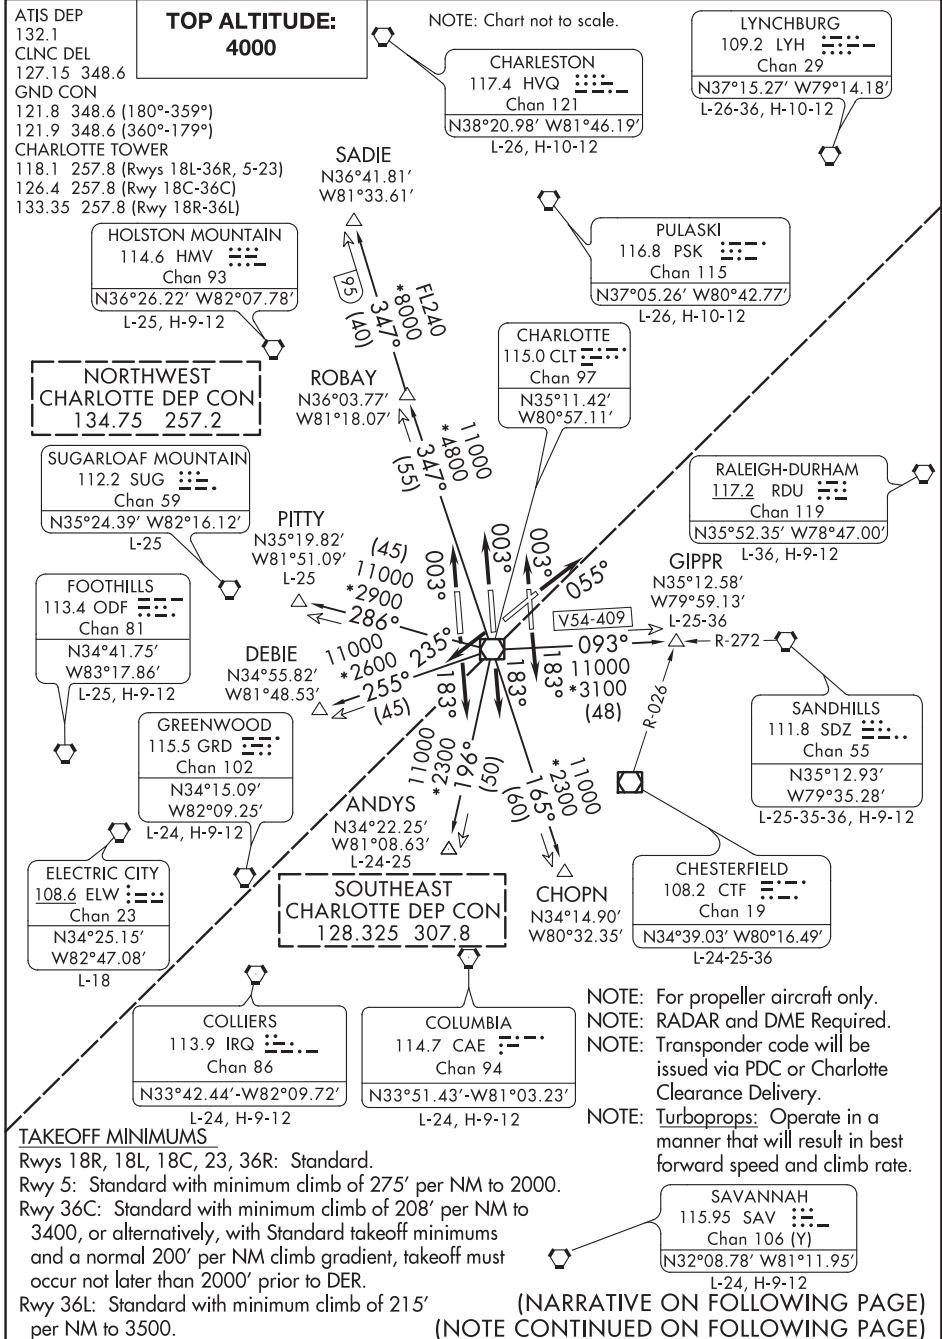 ATIS DEP
132.1
CLNC DEL
127.15 348.6
GND CON
121.8 348.6 (180°-359°)
121.9 348.6 (360°-179°)
CHARLOTTE TOWER
118.1 257.8 (Rwys 18L-36R, 5-23)
126.4 257.8 (Rwy 18C-36C)
133.35 257.8 (Rwy 18R-36L)
TOP ALTITUDE:
4000
NOTE: Chart not to scale.
CHARLESTON
117.4 HVQ
Chan 121
N38°20.98' W81°46.19'
L-26, H-10-12
LYNCHBURG
109.2 LYH
Chan 29
N37°15.27' W79°14.18'
L-26-36, H-10-12
SADIE
N36°41.81'
W81°33.61'
HOLSTON MOUNTAIN
114.6 HMV
Chan 93
N36°26.22' W82°07.78'
L-25, H-9-12
PULASKI
116.8 PSK
Chan 115
N37°05.26' W80°42.77'
L-26, H-10-12
95
FL240
*8000
347°
(40)
CHARLOTTE
115.0 CLT
Chan 97
N35°11.42'
W80°57.11'
NORTHWEST
CHARLOTTE DEP CON
134.75 257.2
ROBAY
N36°03.77'
W81°18.07'
11000
*4800
347°
(55)
SUGARLOAF MOUNTAIN
112.2 SUG
Chan 59
N35°24.39' W82°16.12'
L-25
RALEIGH-DURHAM
117.2 RDU
Chan 119
N35°52.35' W78°47.00'
L-36, H-9-12
PITTY
N35°19.82'
W81°51.09'
L-25
(45)
11000
*2900
286°
003°
003°
003°
055°
GIPPR
N35°12.58'
W79°59.13'
L-25-36
V54-409
093°
11000
*3100
(48)
R-272
R-026
FOOTHILLS
113.4 ODF
Chan 81
N34°41.75'
W83°17.86'
L-25, H-9-12
DEBIE
N34°55.82'
W81°48.53'
11000
*2600
255°
(45)
235°
183°
183°
183°
SANDHILLS
111.8 SDZ
Chan 55
N35°12.93'
W79°35.28'
L-25-35-36, H-9-12
GREENWOOD
115.5 GRD
Chan 102
N34°15.09'
W82°09.25'
L-24, H-9-12
11000
*2300
196°
(50)
11000
*2300
165°
(60)
ANDYS
N34°22.25'
W81°08.63'
L-24-25
CHOPN
N34°14.90'
W80°32.35'
ELECTRIC CITY
108.6 ELW
Chan 23
N34°25.15'
W82°47.08'
L-18
SOUTHEAST
CHARLOTTE DEP CON
128.325 307.8
CHESTERFIELD
108.2 CTF
Chan 19
N34°39.03' W80°16.49'
L-24-25-36
COLLIERS
113.9 IRQ
Chan 86
N33°42.44'-W82°09.72'
L-24, H-9-12
COLUMBIA
114.7 CAE
Chan 94
N33°51.43'-W81°03.23'
L-24, H-9-12
NOTE: For propeller aircraft only.
NOTE: RADAR and DME Required.
NOTE: Transponder code will be
issued via PDC or Charlotte
Clearance Delivery.
NOTE: Turboprops: Operate in a
manner that will result in best
forward speed and climb rate.
TAKEOFF MINIMUMS
Rwys 18R, 18L, 18C, 23, 36R: Standard.
Rwy 5: Standard with minimum climb of 275' per NM to 2000.
Rwy 36C: Standard with minimum climb of 208' per NM to
3400, or alternatively, with Standard takeoff minimums
and a normal 200' per NM climb gradient, takeoff must
occur not later than 2000' prior to DER.
Rwy 36L: Standard with minimum climb of 215'
per NM to 3500.
SAVANNAH
115.95 SAV
Chan 106 (Y)
N32°08.78' W81°11.95'
L-24, H-9-12
(NARRATIVE ON FOLLOWING PAGE)
(NOTE CONTINUED ON FOLLOWING PAGE)